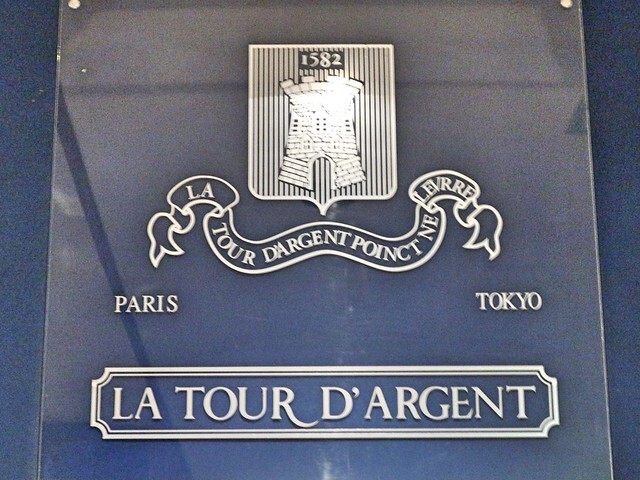 1582
LA TOUR D'ARGENT POINCT NE LEVRRE
PARIS
TOKYO
LA TOUR D'ARGENT